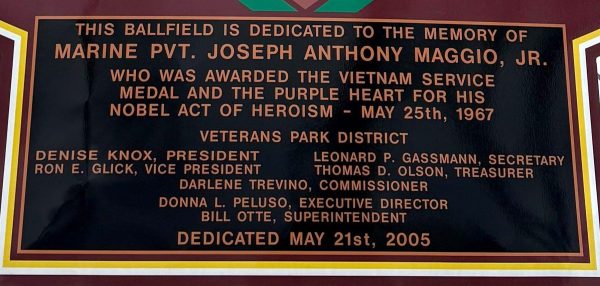 THIS BALLFIELD IS DEDICATED TO THE MEMORY OF
MARINE PVT. JOSEPH ANTHONY MAGGIO, JR.
WHO WAS AWARDED THE VIETNAM SERVICE
MEDAL AND THE PURPLE HEART FOR HIS
NOBEL ACT OF HEROISM - MAY 25th, 1967
VETERANS PARK DISTRICT
DENISE KNOX, PRESIDENT LEONARD P. GASSMANN, SECRETARY
RON E. GLICK, VICE PRESIDENT THOMAS D. OLSON, TREASURER
DARLENE TREVINO, COMMISSIONER
DONNA L. PELUSO, EXECUTIVE DIRECTOR
BILL OTTE, SUPERINTENDENT
DEDICATED MAY 21st, 2005